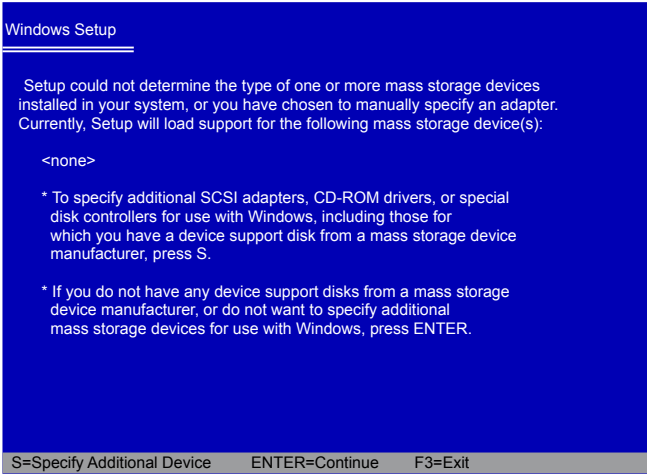 Windows Setup
Setup could not determine the type of one or more mass storage devices
installed in your system, or you have chosen to manually specify an adapter.
Currently, Setup will load support for the following mass storage device(s):
<none>
* To specify additional SCSI adapters, CD-ROM drivers, or special
disk controllers for use with Windows, including those for
which you have a device support disk from a mass storage device
manufacturer, press S.
* If you do not have any device support disks from a mass storage
device manufacturer, or do not want to specify additional
mass storage devices for use with Windows, press ENTER.
S=Specify Additional Device ENTER=Continue F3=Exit